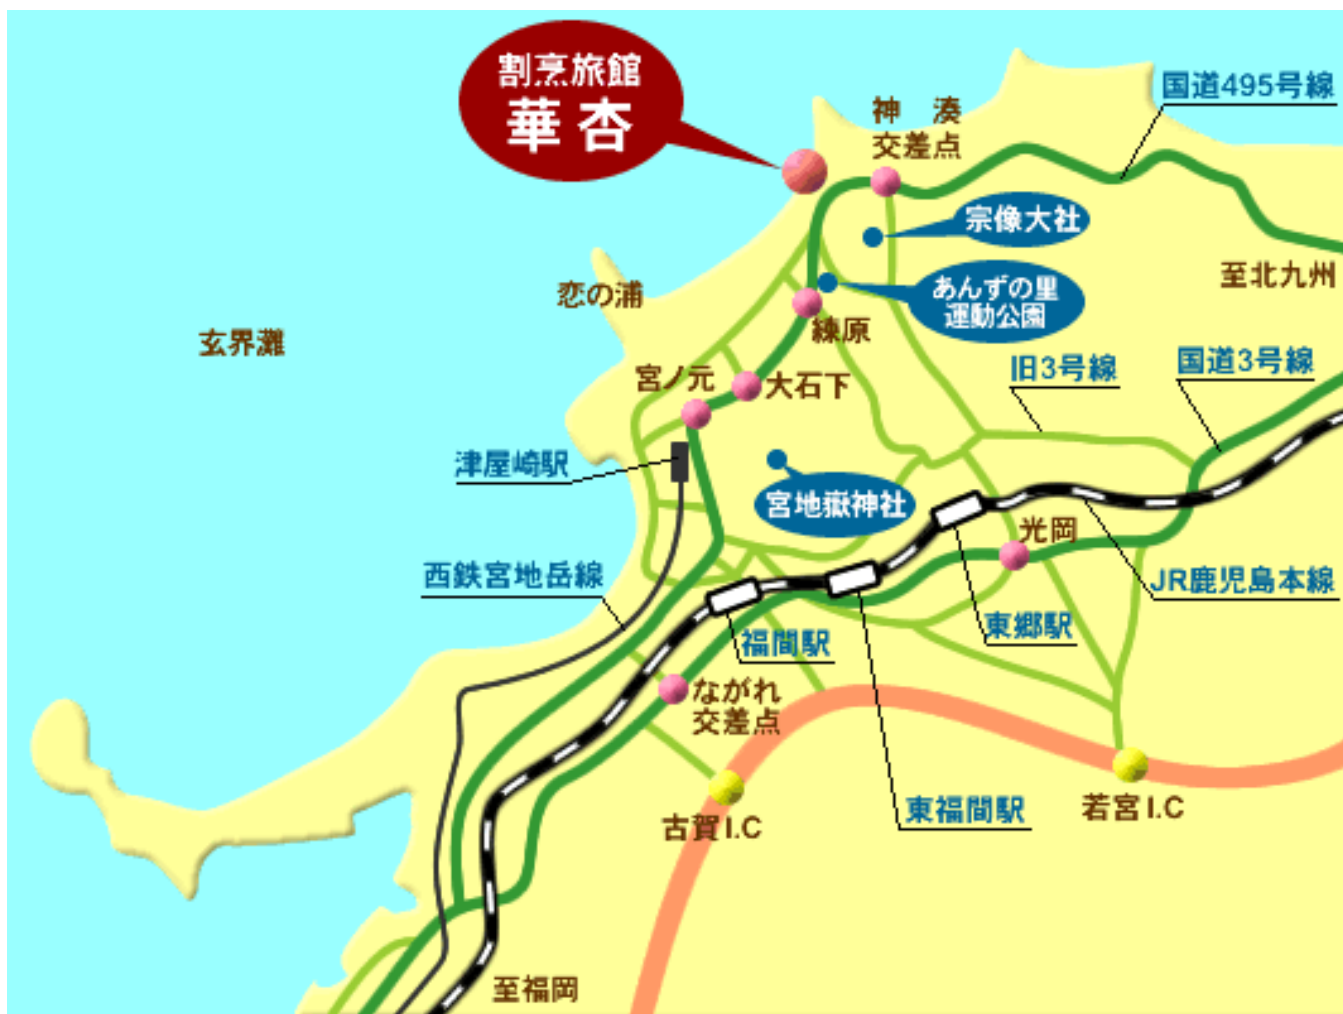 割烹旅館
華杏
神湊
交差点
国道495号線
宗像大社
至北九州
あんずの里
運動公園
恋の浦
玄界灘
練原
旧3号線
国道3号線
宮ノ元
大石下
津屋崎駅
宮地嶽神社
光岡
西鉄宮地岳線
JR鹿児島本線
東郷駅
福間駅
ながれ
交差点
古賀I.C
東福間駅
若宮I.C
至福岡